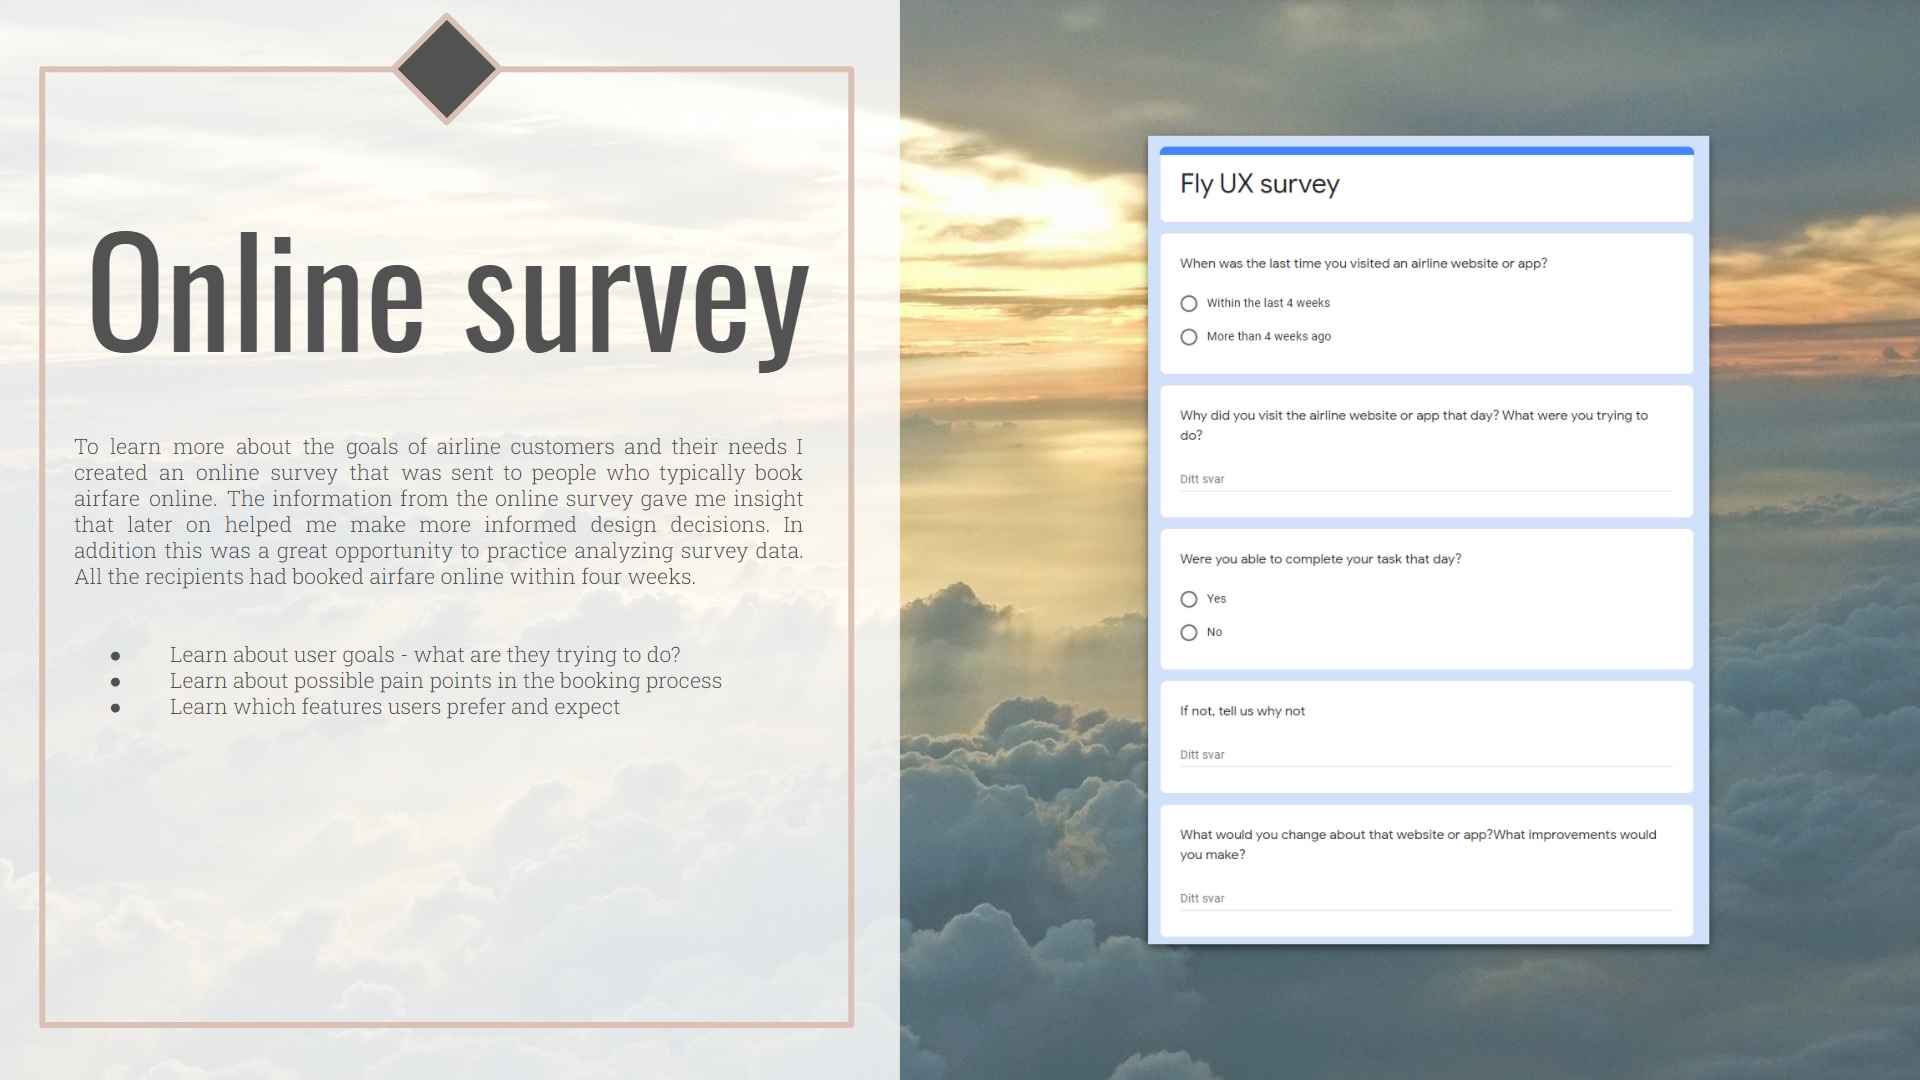 Online survey
To learn more about the goals of airline customers and their needs I
created an online survey that was sent to people who typically book
airfare online. The information from the online survey gave me insight
that later on helped me make more informed design decisions. In
addition this was a great opportunity to practice analyzing survey data.
All the recipients had booked airfare online within four weeks.
● Learn about user goals - what are they trying to do?
● Learn about possible pain points in the booking process
● Learn which features users prefer and expect
Fly UX survey
When was the last time you visited an airline website or app?
Within the last 4 weeks
More than 4 weeks ago
Why did you visit the airline website or app that day? What were you trying to
do?
Ditt svar
Were you able to complete your task that day?
Yes
No
If not, tell us why not
Ditt svar
What would you change about that website or app?What improvements would
you make?
Ditt svar